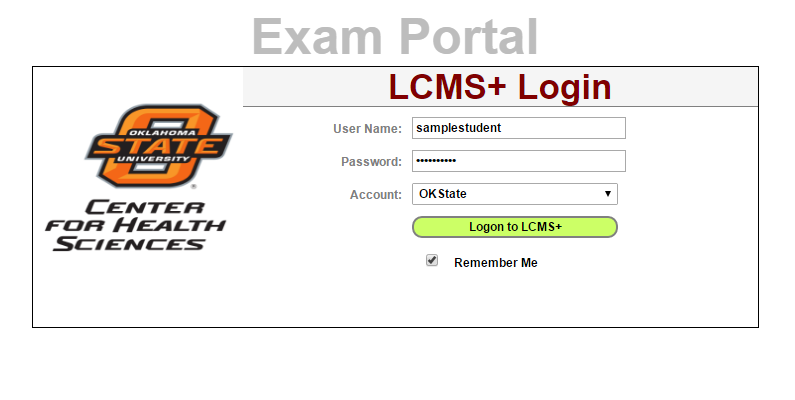 Exam Portal
LCMS+ Login
OKLAHOMA
STATE
UNIVERSITY
CENTER
FOR HEALTH
SCIENCES
User Name: samplestudent
Password: ••••••••••
Account: OKState
Logon to LCMS+
Remember Me